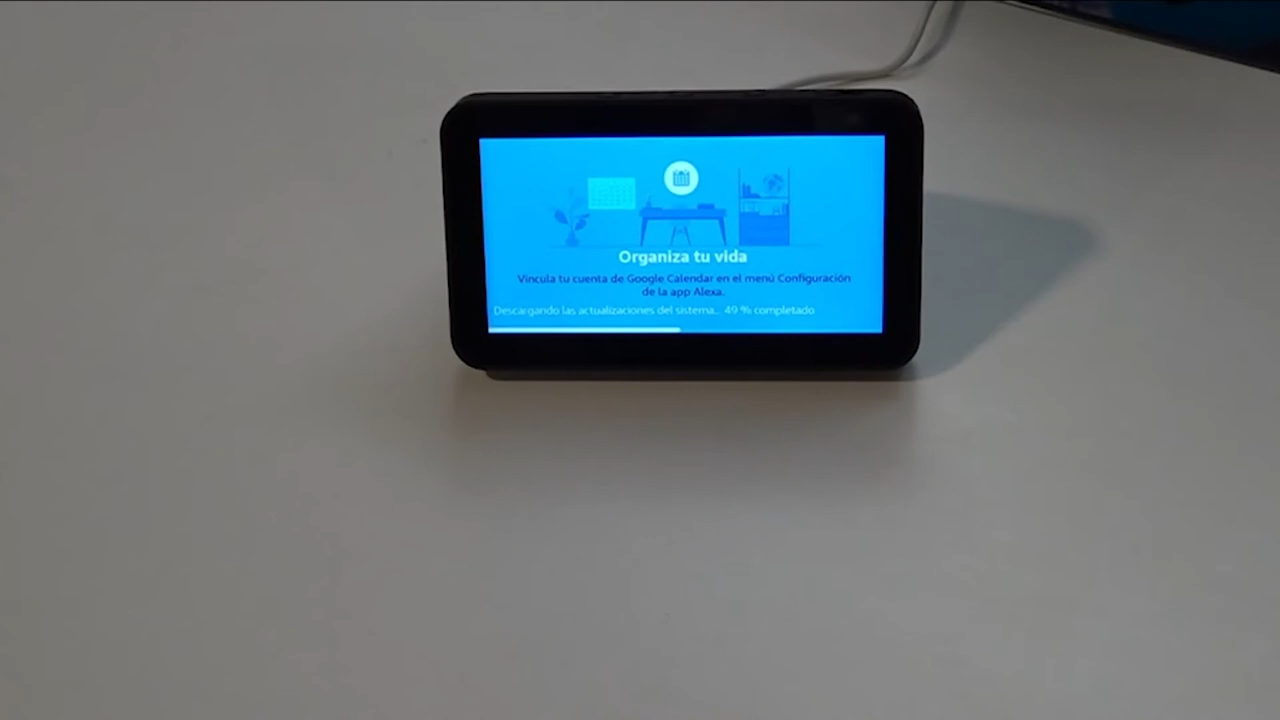 Organiza tu vida
Vincula tu cuenta de Google Calendar en el menú Configuración
de la app Alexa.
Descargando las actualizaciones del sistema... 49 % completado